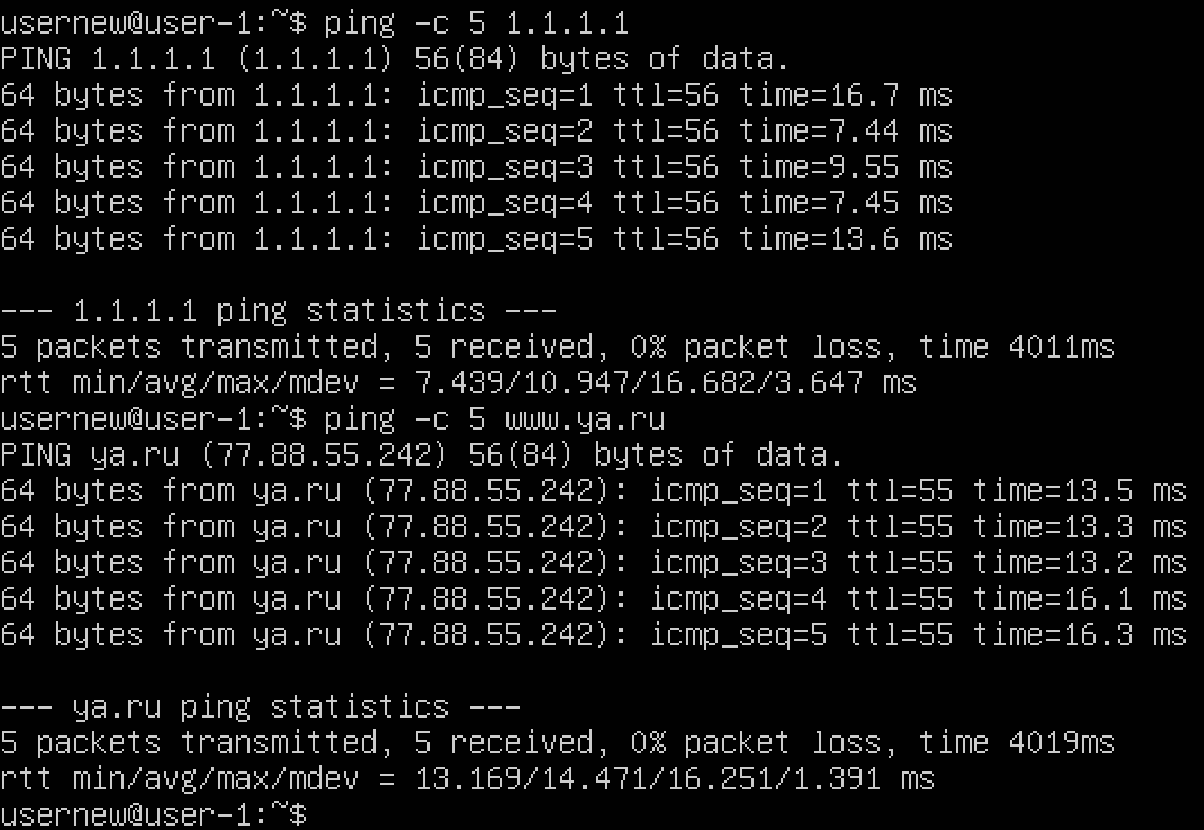 usernew@user-1:~$ ping -c 5 1.1.1.1
PING 1.1.1.1 (1.1.1.1) 56(84) bytes of data.
64 bytes from 1.1.1.1: icmp_seq=1 ttl=56 time=16.7 ms
64 bytes from 1.1.1.1: icmp_seq=2 ttl=56 time=7.44 ms
64 bytes from 1.1.1.1: icmp_seq=3 ttl=56 time=9.55 ms
64 bytes from 1.1.1.1: icmp_seq=4 ttl=56 time=7.45 ms
64 bytes from 1.1.1.1: icmp_seq=5 ttl=56 time=13.6 ms

--- 1.1.1.1 ping statistics ---
5 packets transmitted, 5 received, 0% packet loss, time 4011ms
rtt min/avg/max/mdev = 7.439/10.947/16.682/3.647 ms
usernew@user-1:~$ ping -c 5 www.ya.ru
PING ya.ru (77.88.55.242) 56(84) bytes of data.
64 bytes from ya.ru (77.88.55.242): icmp_seq=1 ttl=55 time=13.5 ms
64 bytes from ya.ru (77.88.55.242): icmp_seq=2 ttl=55 time=13.3 ms
64 bytes from ya.ru (77.88.55.242): icmp_seq=3 ttl=55 time=13.2 ms
64 bytes from ya.ru (77.88.55.242): icmp_seq=4 ttl=55 time=16.1 ms
64 bytes from ya.ru (77.88.55.242): icmp_seq=5 ttl=55 time=16.3 ms

--- ya.ru ping statistics ---
5 packets transmitted, 5 received, 0% packet loss, time 4019ms
rtt min/avg/max/mdev = 13.169/14.471/16.251/1.391 ms
usernew@user-1:~$